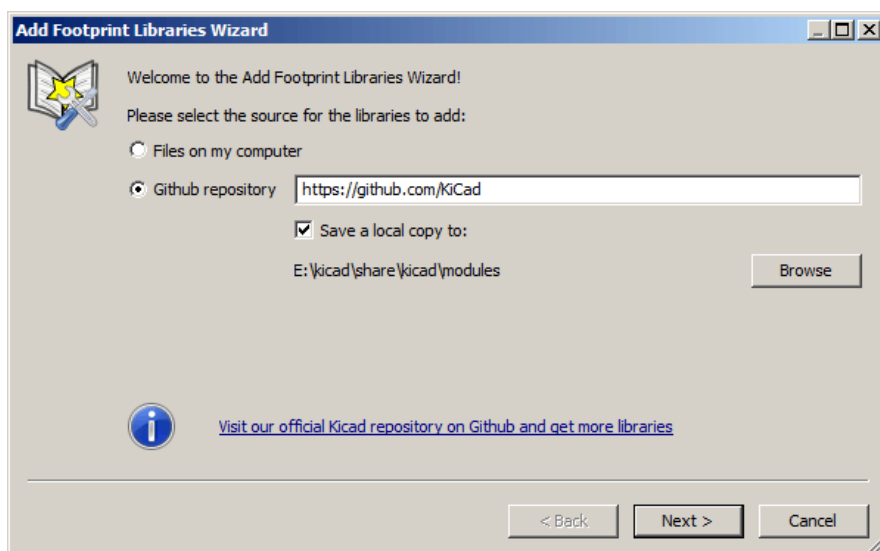 Add Footprint Libraries Wizard
Welcome to the Add Footprint Libraries Wizard!
Please select the source for the libraries to add:
Files on my computer
Github repository https://github.com/KiCad
Save a local copy to:
E:\kicad\share\kicad\modules Browse
Visit our official Kicad repository on Github and get more libraries
< Back Next > Cancel